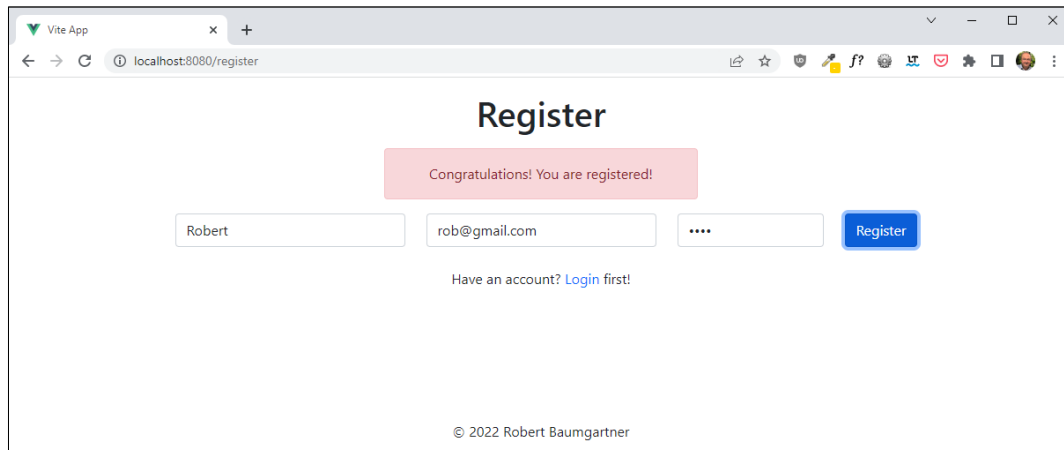 Vite App
localhost:8080/register
Register
Congratulations! You are registered!
Robert rob@gmail.com •••• Register
Have an account? Login first!
© 2022 Robert Baumgartner